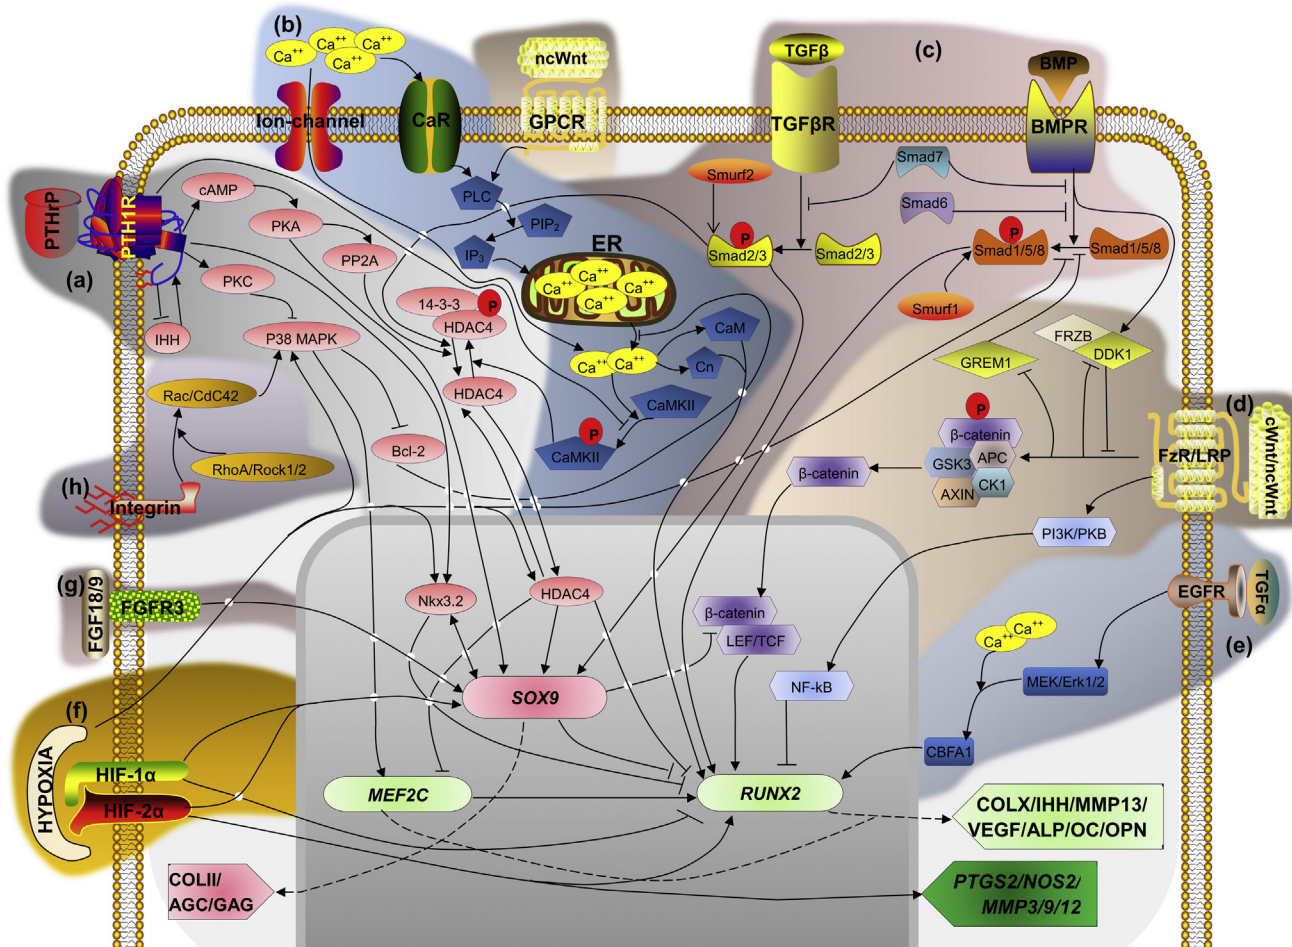 (b)
Ca++
Ca++
Ca++
Ca++
ncWnt
TGFβ
(c)
BMP
Ion-channel
CaR
GPCR
TGFβR
BMPR
PTHrP
PTH1R
(a)
cAMP
PKA
PP2A
PKC
IHH
P38 MAPK
14-3-3
P
HDAC4
HDAC4
PLC
PIP2
IP3
ER
Ca++
Ca++
Ca++
Ca++
Ca++
Ca++
CaM
Cn
CaMKII
P
CaMKII
Smurf2
P
Smad2/3
Smad2/3
Smad7
Smad6
P
Smad1/5/8
Smad1/5/8
Smurf1
FRZB
DDK1
GREM1
P
β-catenin
GSK3
APC
AXIN
CK1
β-catenin
(d)
FzR/LRP
cWnt/ncWnt
PI3K/PKB
Rac/CdC42
RhoA/Rock1/2
Bcl-2
(h)
Integrin
(g)
FGF18/9
FGFR3
Nkx3.2
HDAC4
β-catenin
LEF/TCF
NF-kB
EGFR
TGFα
(e)
Ca++
Ca++
MEK/Erk1/2
CBFA1
SOX9
(f)
HYPOXIA
HIF-1α
HIF-2α
MEF2C
RUNX2
COLX/IHH/MMP13/
VEGF/ALP/OC/OPN
COLII/
AGC/GAG
PTGS2/NOS2/
MMP3/9/12